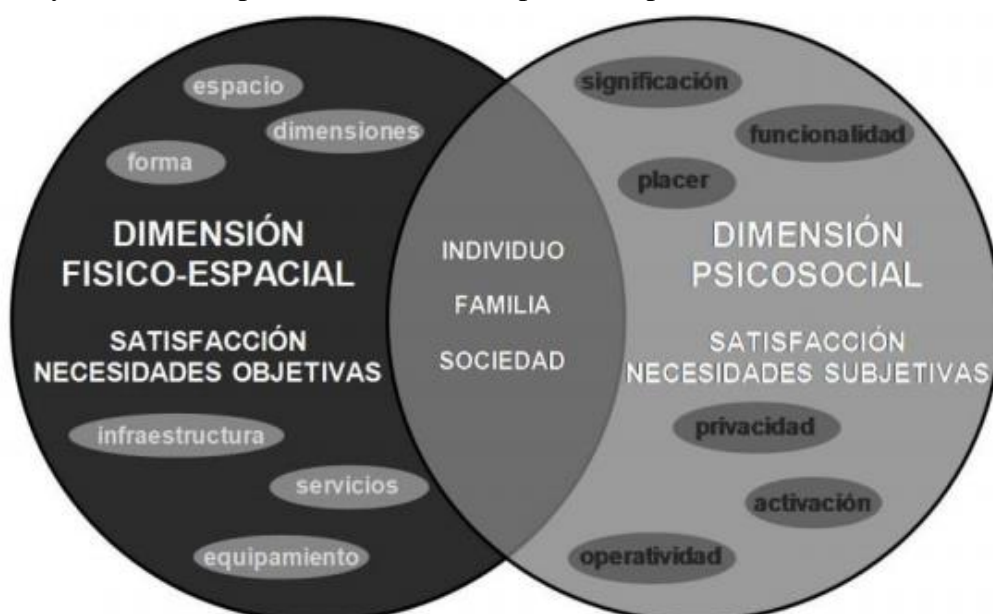 espacio
dimensiones
forma
DIMENSIÓN
FISICO-ESPACIAL
SATISFACCIÓN
NECESIDADES OBJETIVAS
infraestructura
servicios
equipamiento
INDIVIDUO
FAMILIA
SOCIEDAD
significación
funcionalidad
placer
DIMENSIÓN
PSICOSOCIAL
SATISFACCIÓN
NECESIDADES SUBJETIVAS
privacidad
activación
operatividad